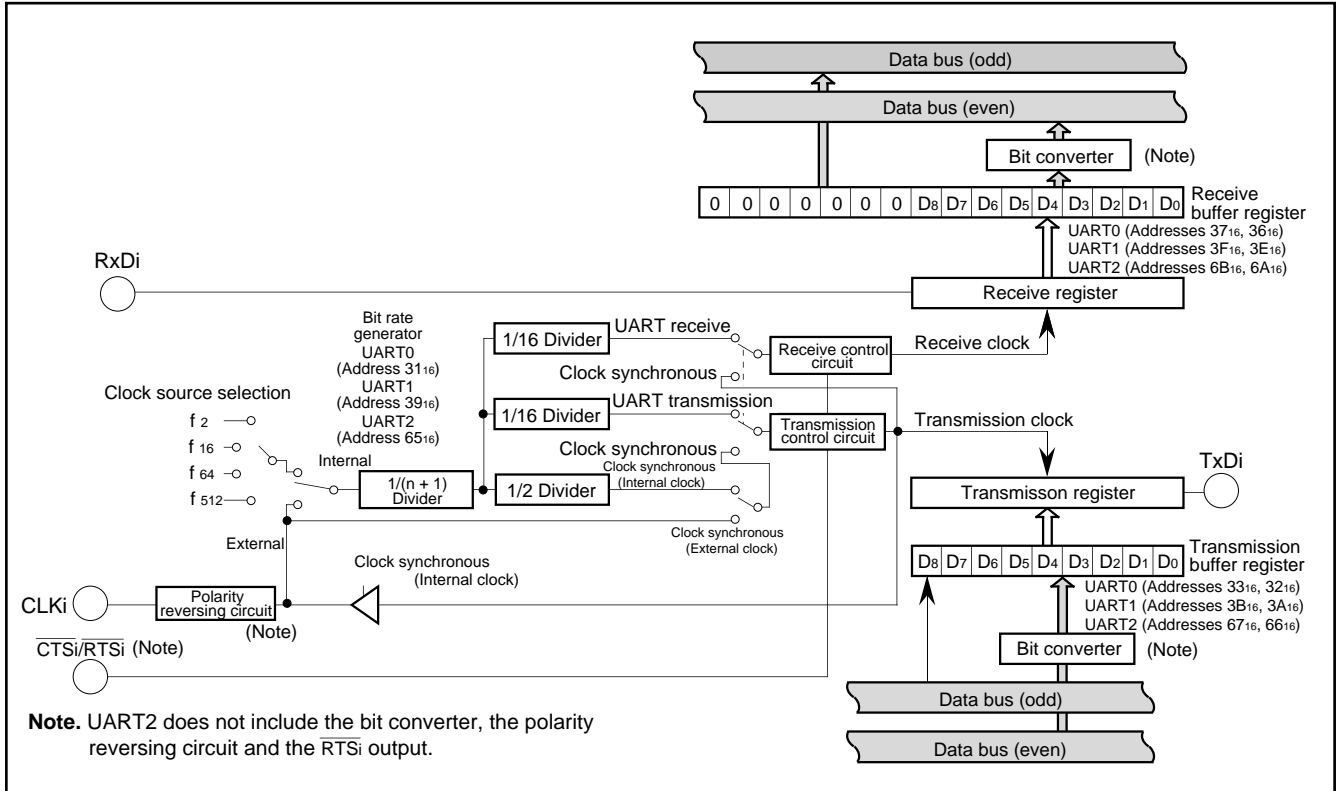 Data bus (odd)
Data bus (even)
Bit converter (Note)
0 0 0 0 0 0 0 D8 D7 D6 D5 D4 D3 D2 D1 D0
Receive
buffer register
UART0 (Addresses 3716, 3616)
UART1 (Addresses 3F16, 3E16)
UART2 (Addresses 6B16, 6A16)
RxDi
Receive register
Bit rate
generator
UART0
(Address 3116)
UART1
(Address 3916)
UART2
(Address 6516)
1/16 Divider
UART receive
Receive control
circuit
Receive clock
Clock synchronous
Clock source selection
f 2
f 16
f 64
f 512
Internal
External
1/(n + 1)
Divider
1/16 Divider
UART transmission
Transmission
control circuit
Transmission clock
Clock synchronous
Clock synchronous
(Internal clock)
1/2 Divider
Clock synchronous
(External clock)
TxDi
Transmisson register
D8 D7 D6 D5 D4 D3 D2 D1 D0
Transmission
buffer register
UART0 (Addresses 3316, 3216)
UART1 (Addresses 3B16, 3A16)
UART2 (Addresses 6716, 6616)
Clock synchronous
(Internal clock)
CLKi
Polarity
reversing circuit
(Note)
CTSi/RTSi (Note)
Bit converter (Note)
Data bus (odd)
Data bus (even)
Note. UART2 does not include the bit converter, the polarity
reversing circuit and the RTSi output.